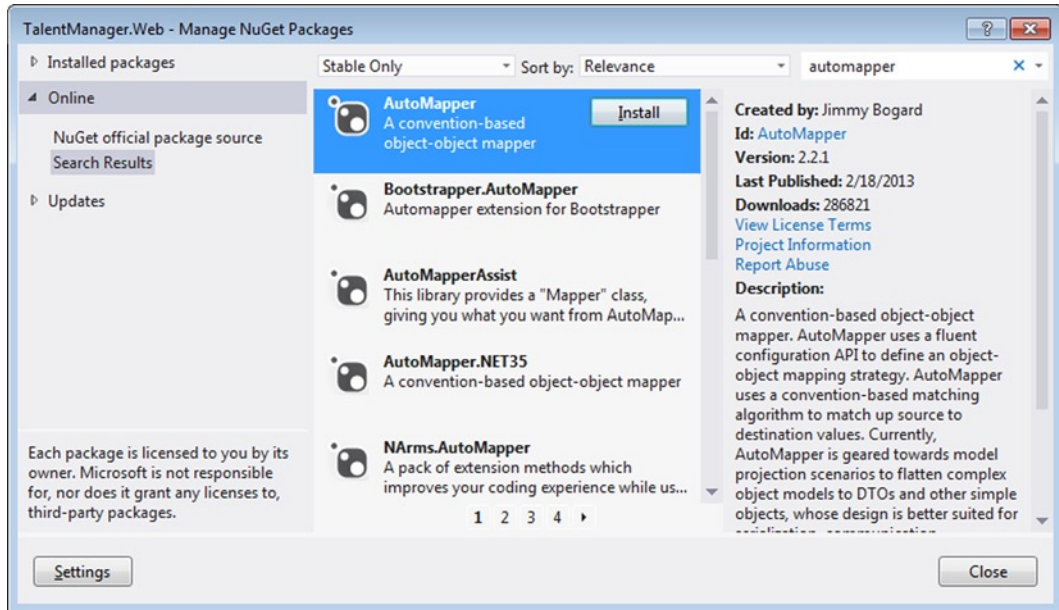 TalentManager.Web - Manage NuGet Packages
?
Installed packages
Online
NuGet official package source
Search Results
Updates
Each package is licensed to you by its
owner. Microsoft is not responsible
for, nor does it grant any licenses to,
third-party packages.
Stable Only
Sort by: Relevance
automapper
AutoMapper
Install
A convention-based
object-object mapper
Bootstrapper.AutoMapper
Automapper extension for Bootstrapper
AutoMapperAssist
This library provides a "Mapper" class,
giving you what you want from AutoMap...
AutoMapper.NET35
A convention-based object-object mapper
NArms.AutoMapper
A pack of extension methods which
improves your coding experience while us...
1 2 3 4
Created by: Jimmy Bogard
Id: AutoMapper
Version: 2.2.1
Last Published: 2/18/2013
Downloads: 286821
View License Terms
Project Information
Report Abuse
Description:
A convention-based object-object
mapper. AutoMapper uses a fluent
configuration API to define an object-
object mapping strategy. AutoMapper
uses a convention-based matching
algorithm to match up source to
destination values. Currently,
AutoMapper is geared towards model
projection scenarios to flatten complex
object models to DTOs and other simple
objects, whose design is better suited for
Settings
Close